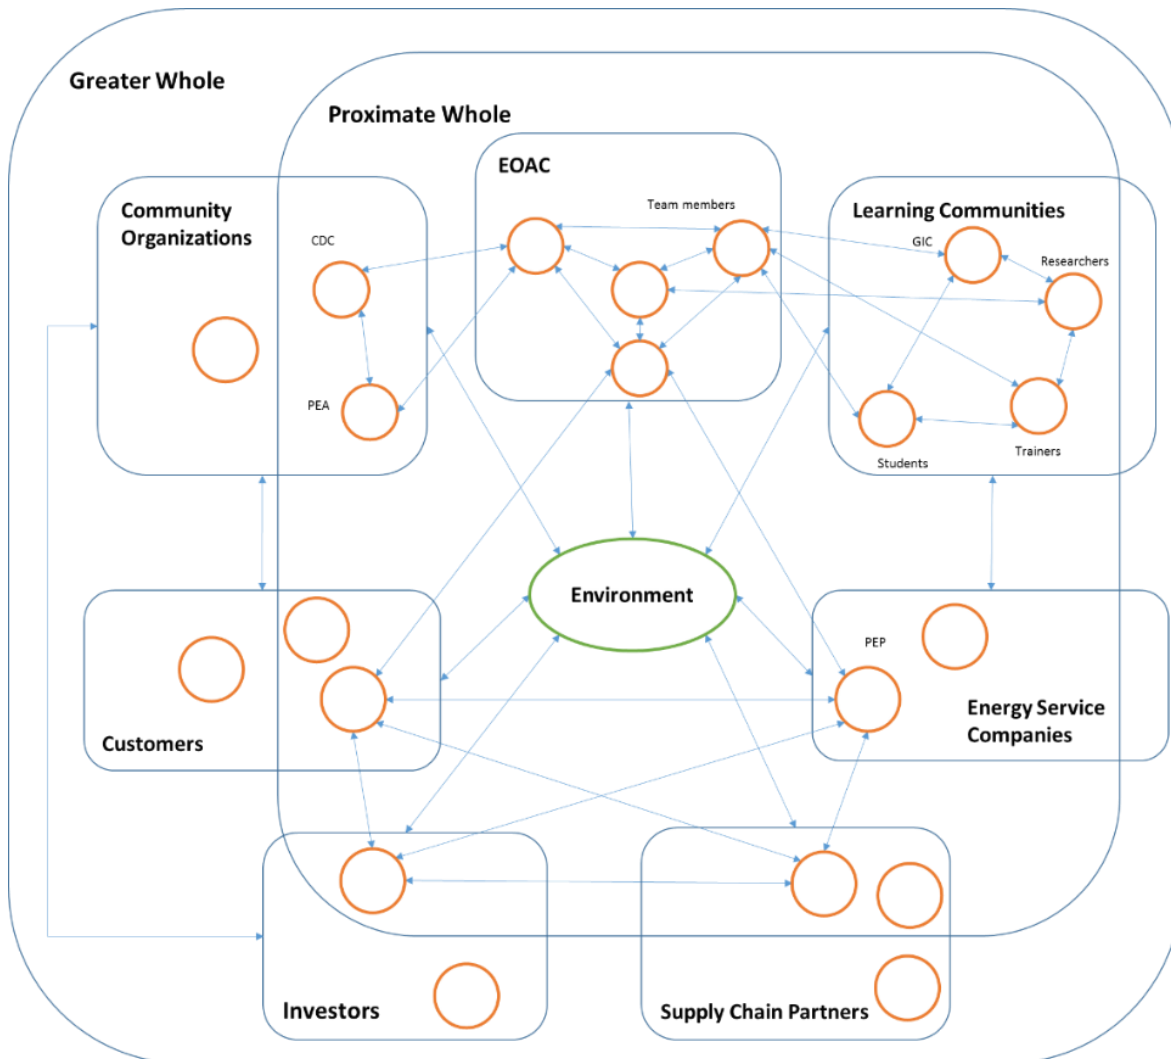 Greater Whole
Proximate Whole
EOAC
Team members
Community
Organizations
CDC
PEA
Learning Communities
GIC
Researchers
Students
Trainers
Environment
Customers
PEP
Energy Service
Companies
Investors
Supply Chain Partners